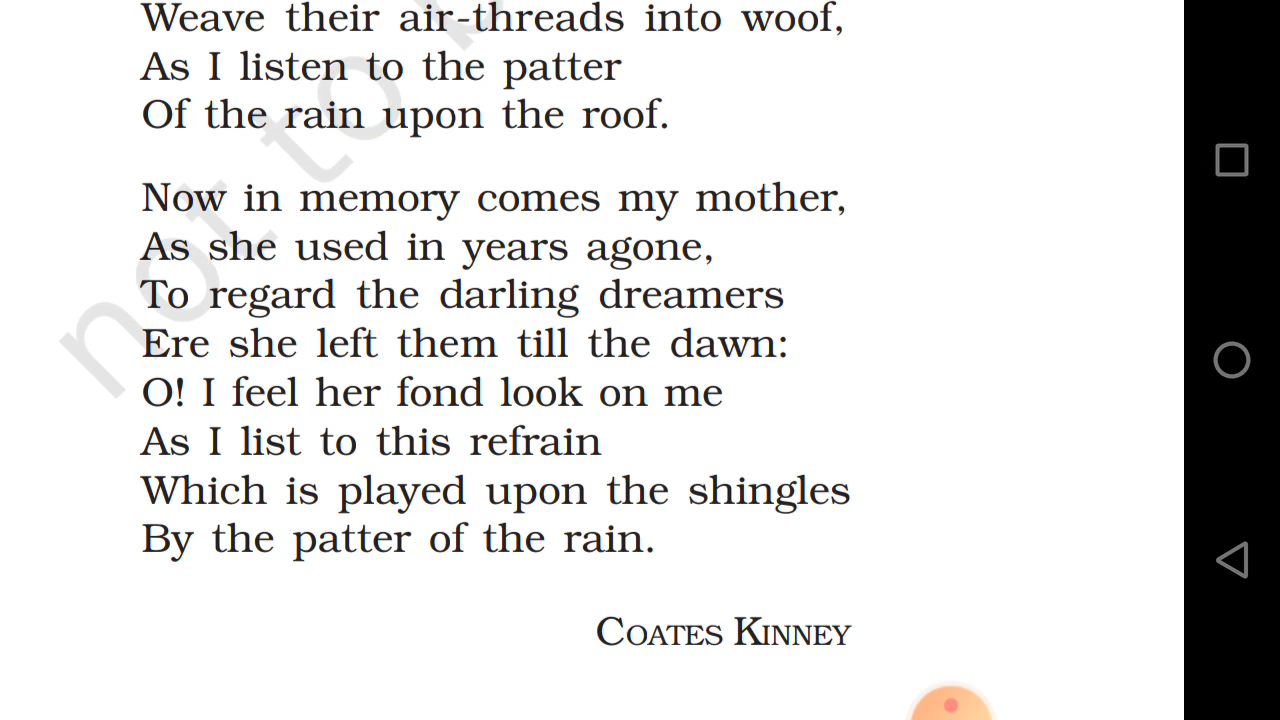 Weave their air-threads into woof,
As I listen to the patter
Of the rain upon the roof.
Now in memory comes my mother,
As she used in years agone,
To regard the darling dreamers
Ere she left them till the dawn:
O! I feel her fond look on me
As I list to this refrain
Which is played upon the shingles
By the patter of the rain.
COATES KINNEY
not to b